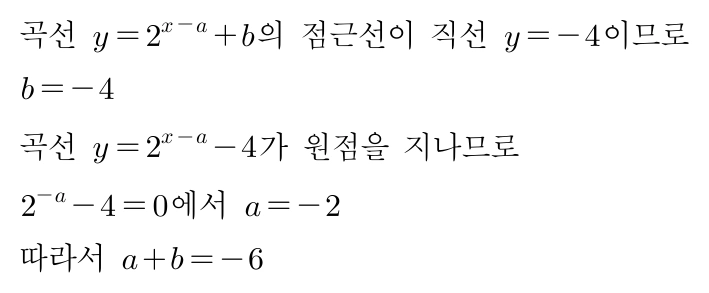 곡선 y=2^{x-a}+b의 점근선이 직선 y=-4이므로
b=-4
곡선 y=2^{x-a}-4가 원점을 지나므로
2^{-a}-4=0에서 a=-2
따라서 a+b=-6